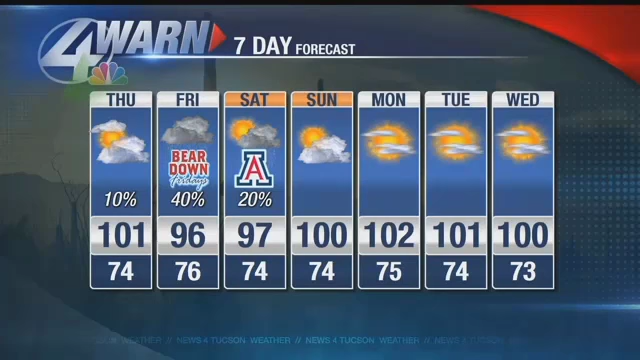 4WARN
7 DAY FORECAST
THU FRI SAT SUN MON TUE WED
BEAR
DOWN
Fridays
A
10% 40% 20%
101 96 97 100 102 101 100
74 76 74 74 75 74 73
WEATHER // NEWS 4 TUCSON WEATHER // NEWS 4 TUCSON WEATHER // NEWS 4 TUCSON